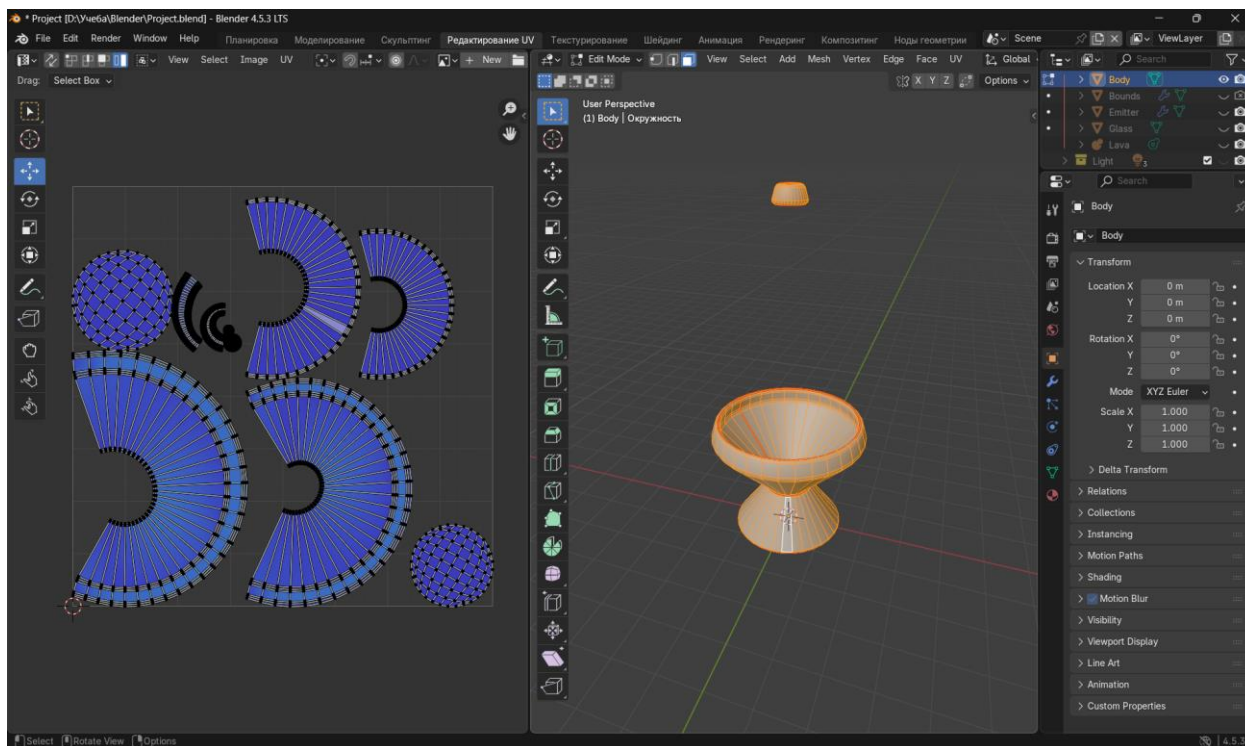 * Project [D:\Учеба\Blender\Project.blend] - Blender 4.5.3 LTS
File Edit Render Window Help Планировка Моделирование Скульптинг Редактирование UV Текстурирование Шейдинг Анимация Рендеринг Композитинг Ноды геометрии Scene ViewLayer
View Select Image UV New Edit Mode View Select Add Mesh Vertex Edge Face UV Global Search
Drag: Select Box X Y Z Options
User Perspective
(1) Body | Окружность
Body
Bounds
Emitter
Glass
Lava
Light 3
Search
Body
Body
Transform
Location X 0 m
Y 0 m
Z 0 m
Rotation X 0°
Y 0°
Z 0°
Mode XYZ Euler
Scale X 1.000
Y 1.000
Z 1.000
Delta Transform
Relations
Collections
Instancing
Motion Paths
Shading
Motion Blur
Visibility
Viewport Display
Line Art
Animation
Custom Properties
Select Rotate View Options 4.5.3